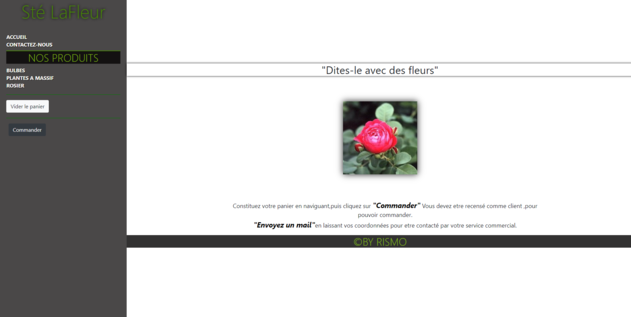 Sté LaFleur
ACCUEIL
CONTACTEZ-NOUS
NOS PRODUITS
BULBES
PLANTES A MASSIF
ROSIER
Vider le panier
Commander
"Dites-le avec des fleurs"
Constituez votre panier en naviguant,puis cliquez sur "Commander" Vous devez etre recensé comme client ,pour
pouvoir commander.
"Envoyez un mail"en laissant vos coordonnées pour etre contacté par votre service commercial.
©BY RISMO